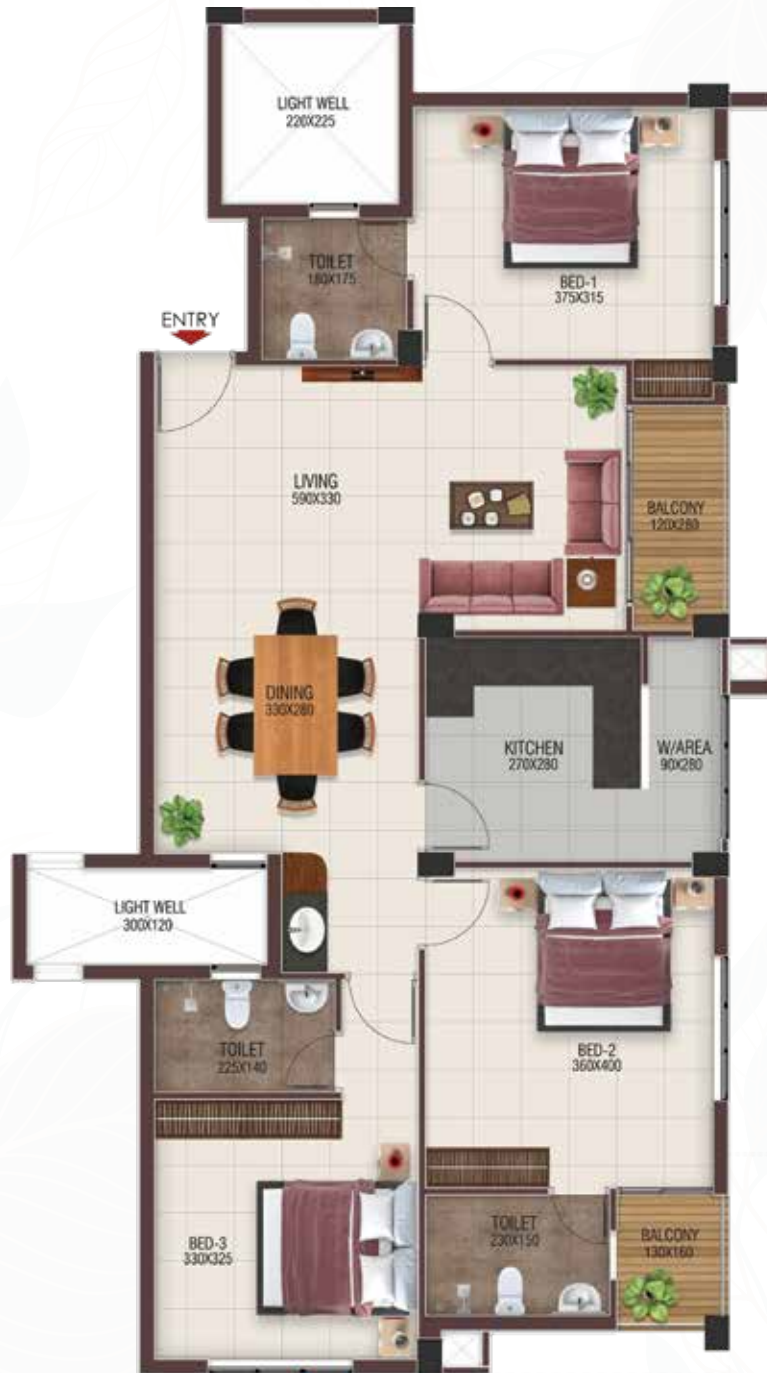 LIGHT WELL
220X225
TOILET
180X175
BED-1
375X315
ENTRY
LIVING
590X330
BALCONY
120X280
DINING
330X280
KITCHEN
270X280
W/AREA
90X280
LIGHT WELL
300X120
TOILET
225X140
BED-2
360X400
BED-3
330X325
TOILET
230X150
BALCONY
130X160